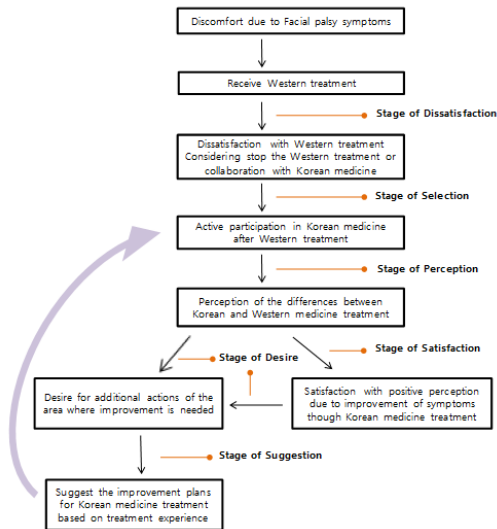 Discomfort due to Facial palsy symptoms
Receive Western treatment
Stage of Dissatisfaction
Dissatisfaction with Western treatment
Considering stop the Western treatment or
collaboration with Korean medicine
Stage of Selection
Active participation in Korean medicine
after Western treatment
Stage of Perception
Perception of the differences between
Korean and Western medicine treatment
Stage of Satisfaction
Stage of Desire
Desire for additional actions of the
area where improvement is needed
Satisfaction with positive perception
due to improvement of symptoms
though Korean medicine treatment
Stage of Suggestion
Suggest the improvement plans
for Korean medicine treatment
based on treatment experience